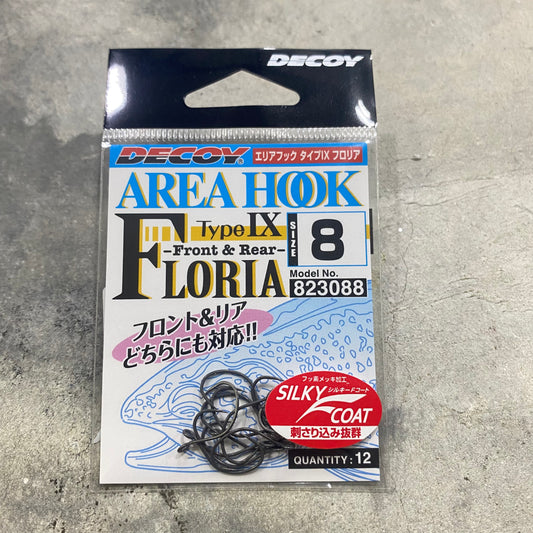 DECOY
DECOY エリアフック タイプIX フロリア
AREA HOOK
Type IX
-Front & Rear-
FLORIA
SIZE 8
Model No.
823088
フロント&リア
どちらにも対応!!
フッ素メッキ加工
SILKY シルキーFコート
COAT
刺さり込み抜群
QUANTITY : 12